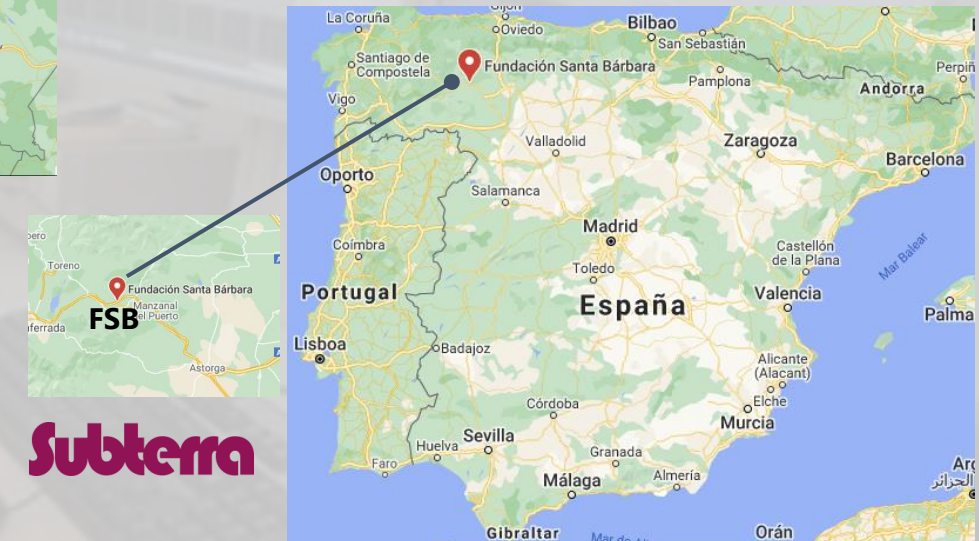 La Coruña
Gijón
Oviedo
Bilbao
San Sebastián
Santiago de
Compostela
Fundación Santa Bárbara
Pamplona
Andorra
Vigo
Valladolid
Zaragoza
Barcelona
Oporto
Salamanca
Madrid
Coímbra
Castellón
de la Plana
Mar Balear
Toledo
Portugal
España
Valencia
Palma
Lisboa
Badajoz
Alicante
(Alacant)
Elche
Córdoba
Murcia
Huelva
Sevilla
Granada
Faro
Málaga
Almería
الجزائر
Gibraltar
Orán
Toreno
Fundación Santa Bárbara
Manzanal
del Puerto
FSB
Astorga
Subterra